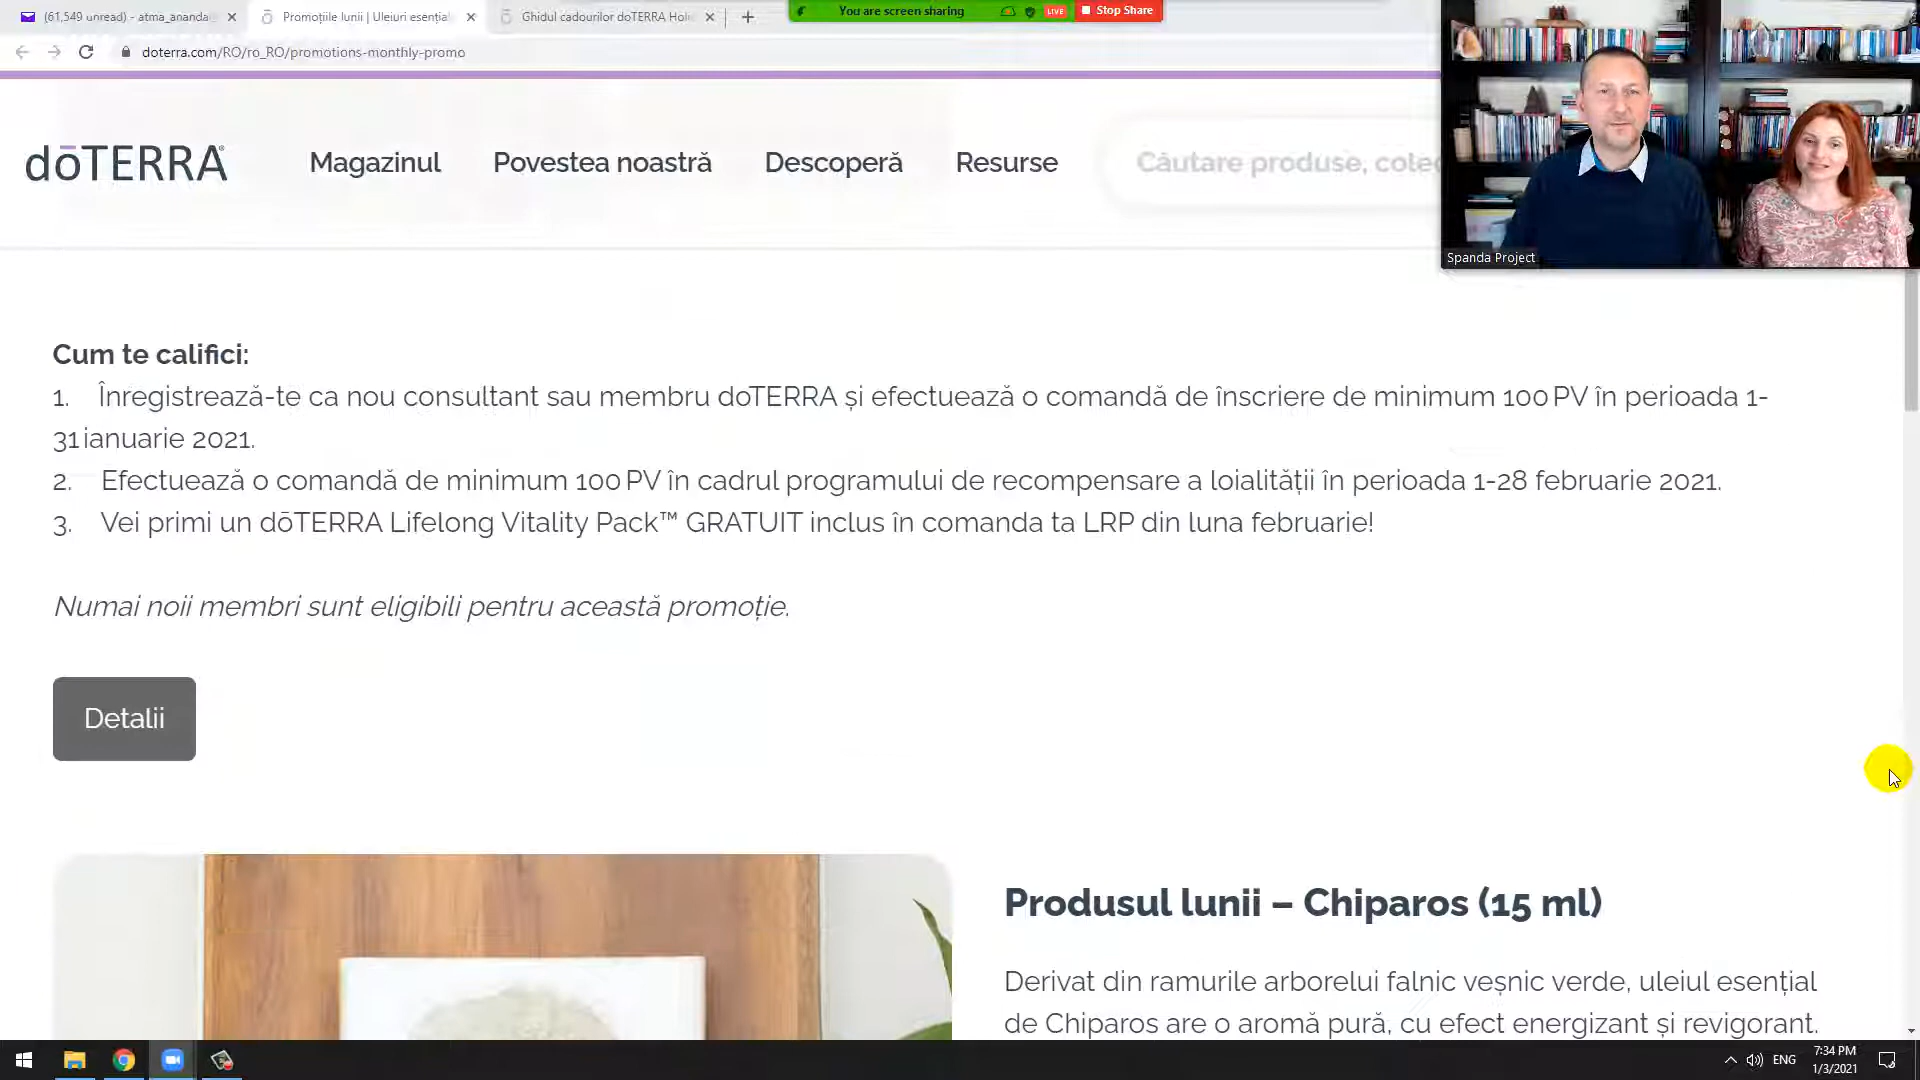 (61,549 unread) - atma_ananda
Promoțiile lunii | Uleiuri esenția
Ghidul cadourilor doTERRA Holi
You are screen sharing
LIVE
Stop Share
doterra.com/RO/ro_RO/promotions-monthly-promo
dōTERRA
Magazinul
Povestea noastră
Descoperă
Resurse
Căutare produse, colec
Spanda Project
Cum te califici:
1. Înregistrează-te ca nou consultant sau membru doTERRA și efectuează o comandă de înscriere de minimum 100 PV în perioada 1-
31 ianuarie 2021.
2. Efectuează o comandă de minimum 100 PV în cadrul programului de recompensare a loialității în perioada 1-28 februarie 2021.
3. Vei primi un dōTERRA Lifelong Vitality Pack™ GRATUIT inclus în comanda ta LRP din luna februarie!
Numai noii membri sunt eligibili pentru această promoție.
Detalii
Produsul lunii – Chiparos (15 ml)
Derivat din ramurile arborelui falnic veșnic verde, uleiul esențial
de Chiparos are o aromă pură, cu efect energizant și revigorant.
ENG
7:34 PM
1/3/2021